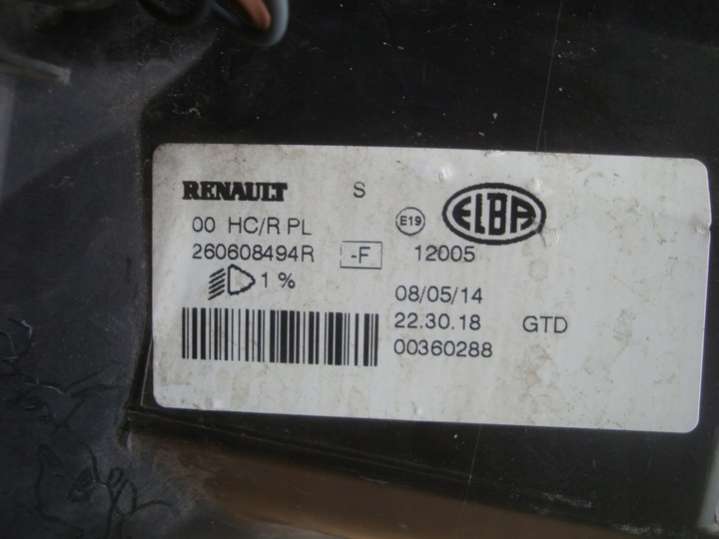 RENAULT S ELBA
00 HC/R PL E19
260608494R -F 12005
1 %
08/05/14
22.30.18 GTD
00360288